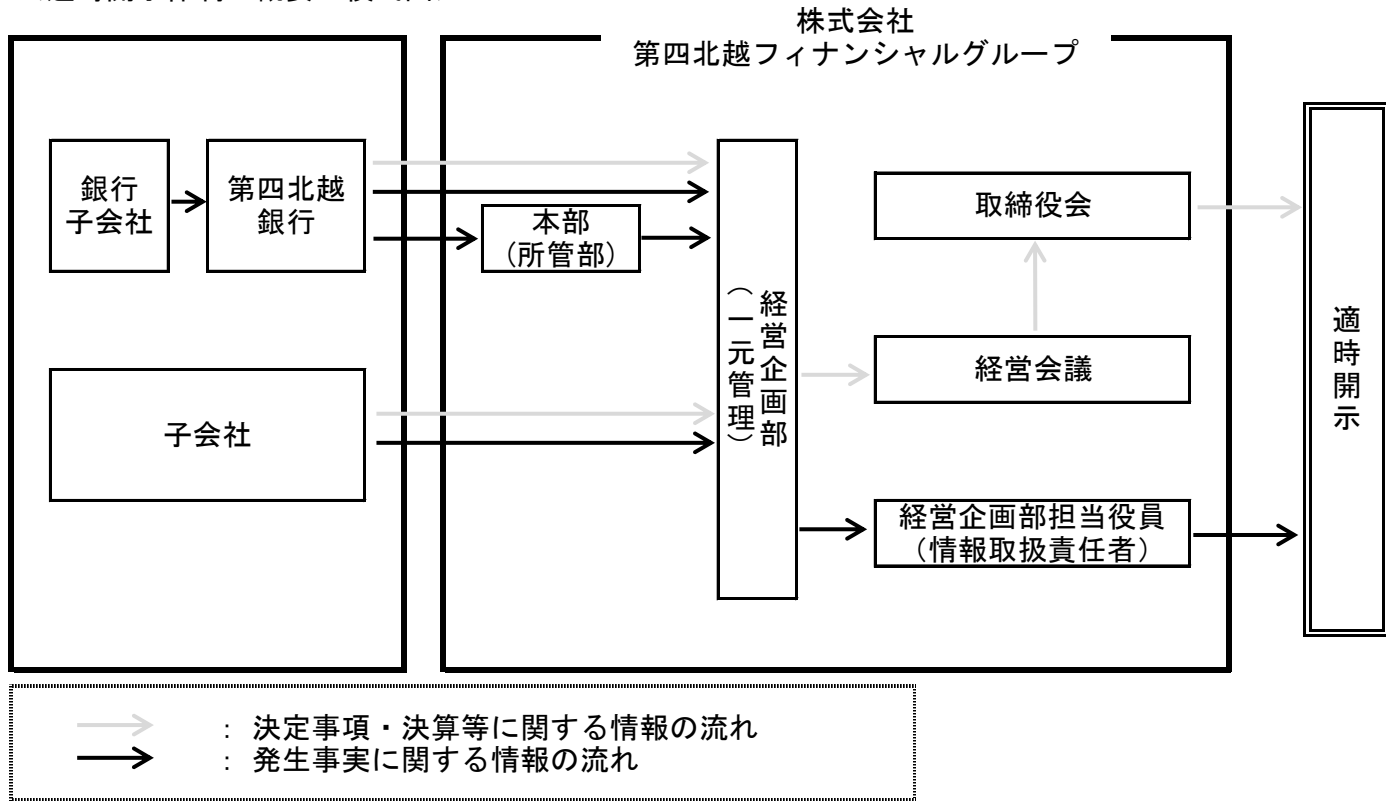 株式会社
第四北越フィナンシャルグループ
銀行
子会社
第四北越
銀行
本部
（所管部）
子会社
経営企画部
（一元管理）
取締役会
経営会議
経営企画部担当役員
（情報取扱責任者）
適時開示
： 決定事項・決算等に関する情報の流れ
： 発生事実に関する情報の流れ